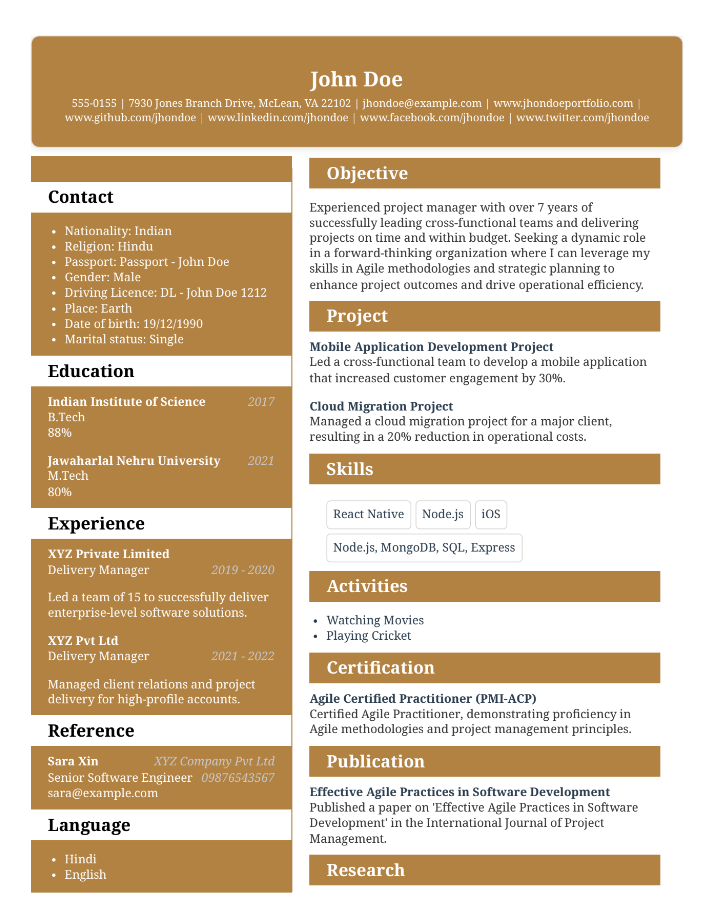 John Doe
555-0155 | 7930 Jones Branch Drive, McLean, VA 22102 | jhondoe@example.com | www.jhondoeportfolio.com |
www.github.com/jhondoe | www.linkedin.com/jhondoe | www.facebook.com/jhondoe | www.twitter.com/jhondoe
Contact
• Nationality: Indian
• Religion: Hindu
• Passport: Passport - John Doe
• Gender: Male
• Driving Licence: DL - John Doe 1212
• Place: Earth
• Date of birth: 19/12/1990
• Marital status: Single
Education
Indian Institute of Science 2017
B.Tech
88%
Jawaharlal Nehru University 2021
M.Tech
80%
Experience
XYZ Private Limited
Delivery Manager 2019 - 2020
Led a team of 15 to successfully deliver
enterprise-level software solutions.
XYZ Pvt Ltd
Delivery Manager 2021 - 2022
Managed client relations and project
delivery for high-profile accounts.
Reference
Sara Xin XYZ Company Pvt Ltd
Senior Software Engineer 09876543567
sara@example.com
Language
• Hindi
• English
Objective
Experienced project manager with over 7 years of
successfully leading cross-functional teams and delivering
projects on time and within budget. Seeking a dynamic role
in a forward-thinking organization where I can leverage my
skills in Agile methodologies and strategic planning to
enhance project outcomes and drive operational efficiency.
Project
Mobile Application Development Project
Led a cross-functional team to develop a mobile application
that increased customer engagement by 30%.
Cloud Migration Project
Managed a cloud migration project for a major client,
resulting in a 20% reduction in operational costs.
Skills
React Native Node.js iOS
Node.js, MongoDB, SQL, Express
Activities
• Watching Movies
• Playing Cricket
Certification
Agile Certified Practitioner (PMI-ACP)
Certified Agile Practitioner, demonstrating proficiency in
Agile methodologies and project management principles.
Publication
Effective Agile Practices in Software Development
Published a paper on 'Effective Agile Practices in Software
Development' in the International Journal of Project
Management.
Research